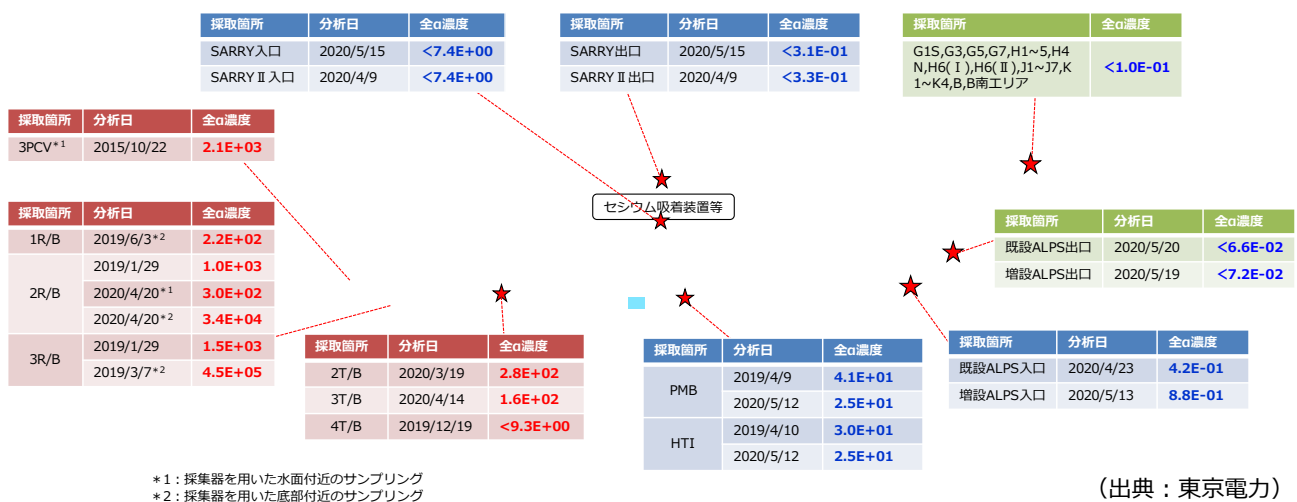 採取箇所 分析日 全α濃度
SARRY入口 2020/5/15 <7.4E+00
SARRYⅡ入口 2020/4/9 <7.4E+00
採取箇所 分析日 全α濃度
SARRY出口 2020/5/15 <3.1E-01
SARRYⅡ出口 2020/4/9 <3.3E-01
採取箇所 全α濃度
G1S,G3,G5,G7,H1~5,H4
N,H6(Ⅰ),H6(Ⅱ),J1~J7,K
1~K4,B,B南エリア
<1.0E-01
採取箇所 分析日 全α濃度
3PCV*1 2015/10/22 2.1E+03
セシウム吸着装置等
採取箇所 分析日 全α濃度
1R/B 2019/6/3*2 2.2E+02
2R/B 2019/1/29 1.0E+03
2020/4/20*1 3.0E+02
2020/4/20*2 3.4E+04
3R/B 2019/1/29 1.5E+03
2019/3/7*2 4.5E+05
採取箇所 分析日 全α濃度
既設ALPS出口 2020/5/20 <6.6E-02
増設ALPS出口 2020/5/19 <7.2E-02
採取箇所 分析日 全α濃度
2T/B 2020/3/19 2.8E+02
3T/B 2020/4/14 1.6E+02
4T/B 2019/12/19 <9.3E+00
採取箇所 分析日 全α濃度
PMB 2019/4/9 4.1E+01
2020/5/12 2.5E+01
HTI 2019/4/10 3.0E+01
2020/5/12 2.5E+01
採取箇所 分析日 全α濃度
既設ALPS入口 2020/4/23 4.2E-01
増設ALPS入口 2020/5/13 8.8E-01
*1:採集器を用いた水面付近のサンプリング
*2:採集器を用いた底部付近のサンプリング
(出典:東京電力)